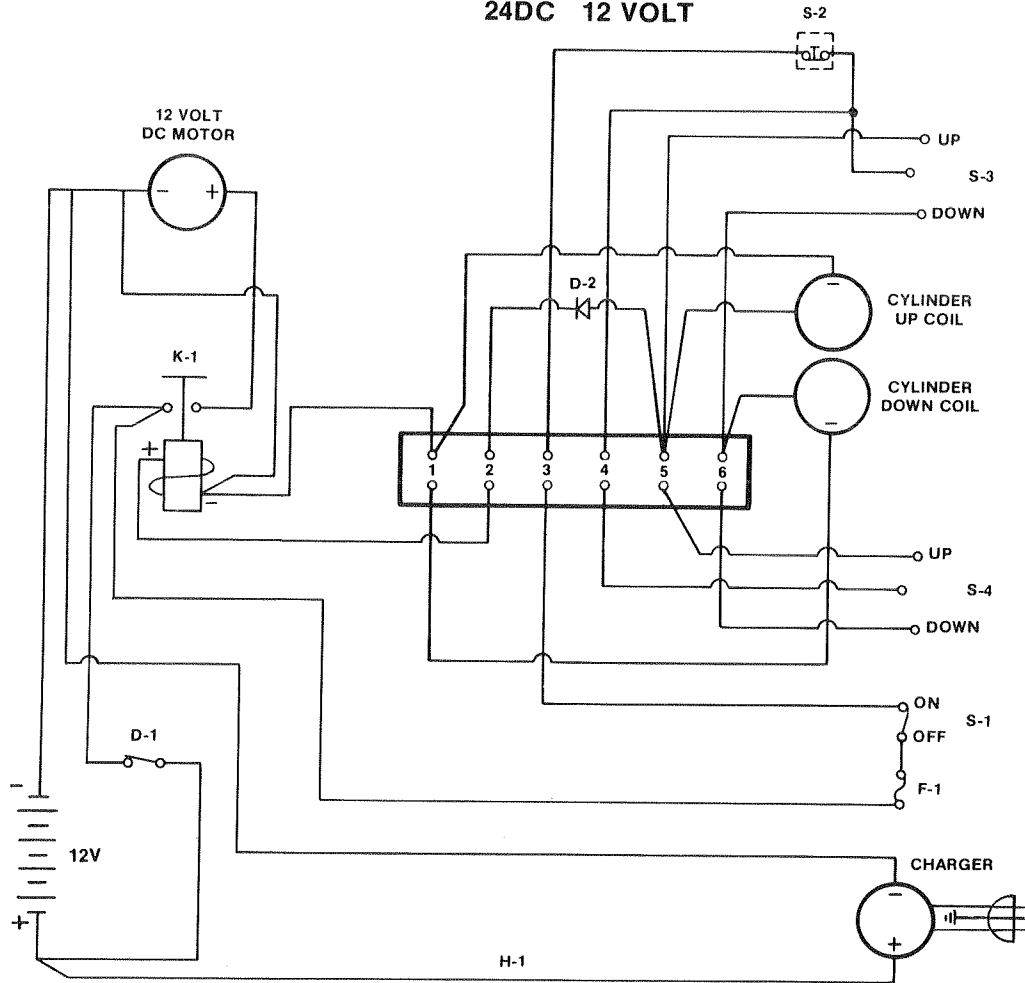 24DC 12 VOLT
S-2
12 VOLT
DC MOTOR
- +
UP
S-3
DOWN
-
D-2
CYLINDER
UP COIL
K-1
CYLINDER
DOWN COIL
-
+
-
1 2 3 4 5 6
UP
S-4
DOWN
ON
S-1
OFF
D-1
F-1
-
12V
+
CHARGER
-
+
H-1